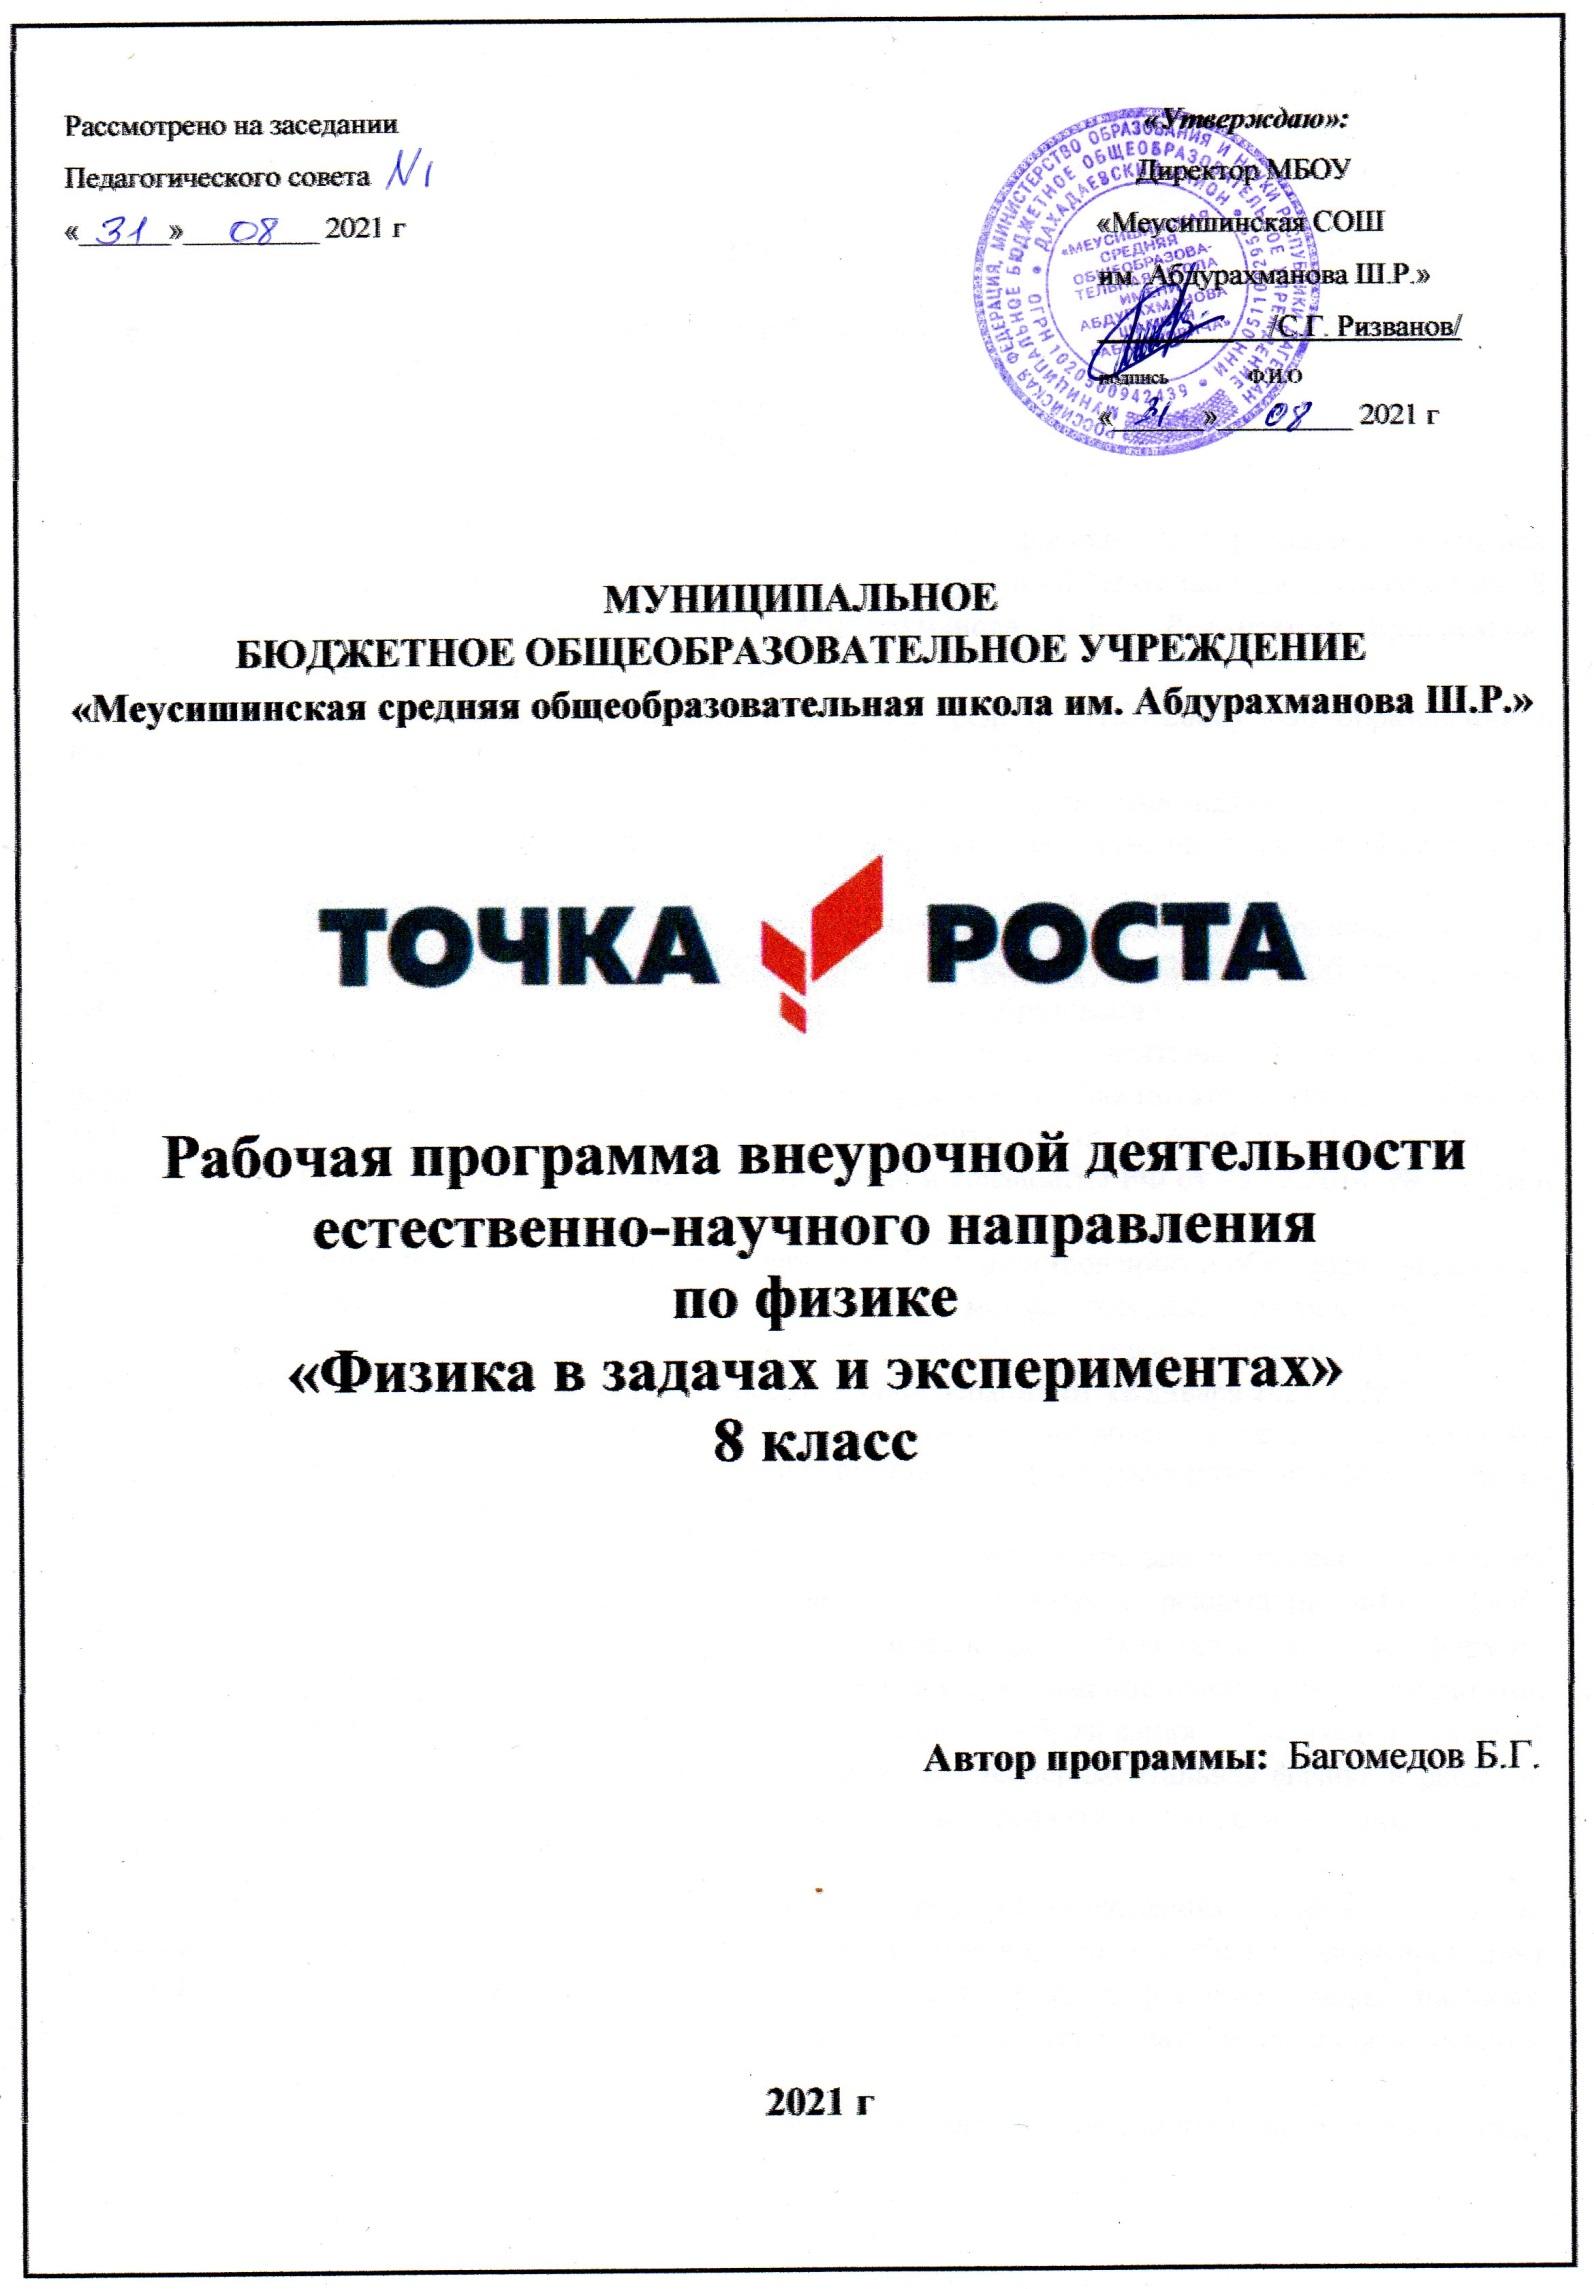 Рассмотрено на заседании
Педагогического совета N1
«31» 08 2021 г
«Утверждаю»:
Директор МБОУ
«Меусишинская СОШ
им. Абдурахманова Ш.Р.»
/С.Г. Ризванов/
подпись Ф.И.О
«31» 08 2021 г
МУНИЦИПАЛЬНОЕ
БЮДЖЕТНОЕ ОБЩЕОБРАЗОВАТЕЛЬНОЕ УЧРЕЖДЕНИЕ
«Меусишинская средняя общеобразовательная школа им. Абдурахманова Ш.Р.»
ТОЧКА РОСТА
Рабочая программа внеурочной деятельности
естественно-научного направления
по физике
«Физика в задачах и экспериментах»
8 класс
Автор программы: Багомедов Б.Г.
2021 г